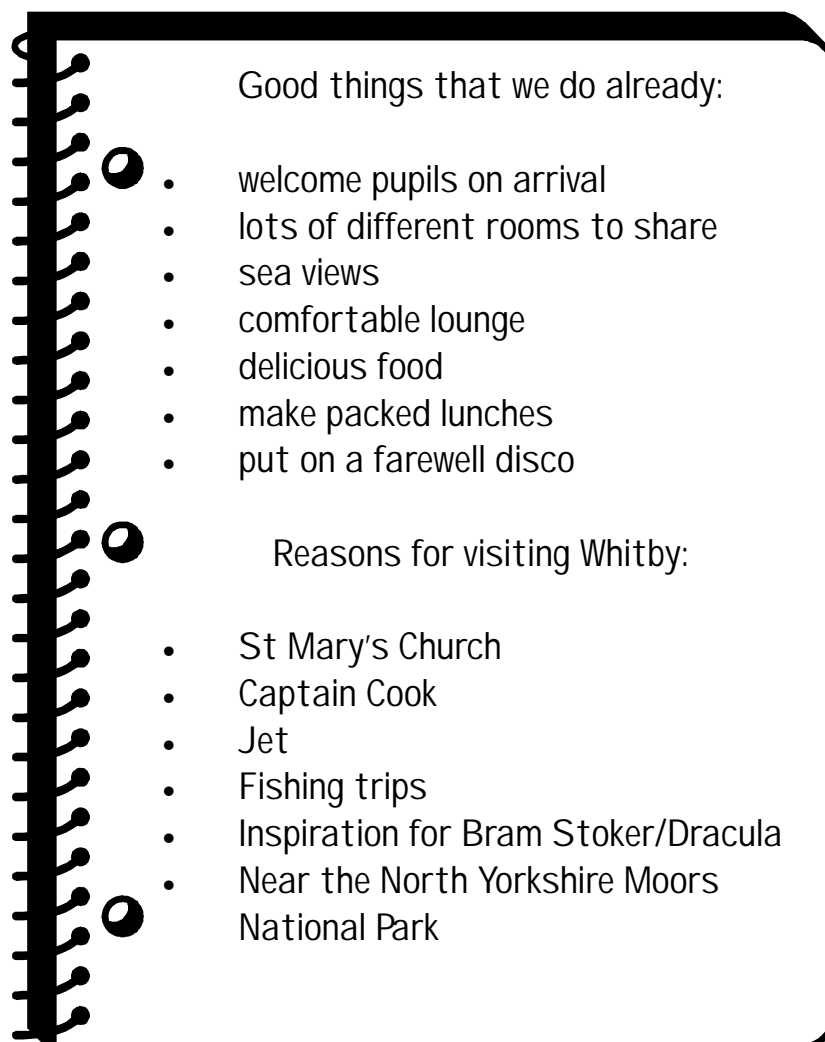 Good things that we do already:
• welcome pupils on arrival
• lots of different rooms to share
• sea views
• comfortable lounge
• delicious food
• make packed lunches
• put on a farewell disco
Reasons for visiting Whitby:
• St Mary's Church
• Captain Cook
• Jet
• Fishing trips
• Inspiration for Bram Stoker/Dracula
• Near the North Yorkshire Moors
National Park